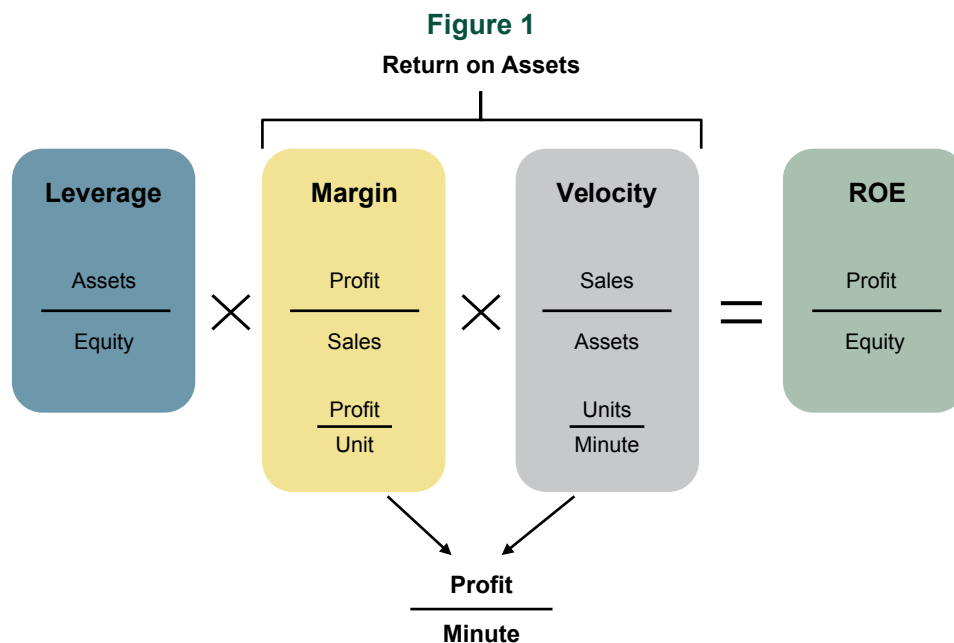 Figure 1
Return on Assets
Leverage
Assets
Equity
Margin
Profit
Sales
Profit
Unit
Velocity
Sales
Assets
Units
Minute
ROE
Profit
Equity
Profit
Minute